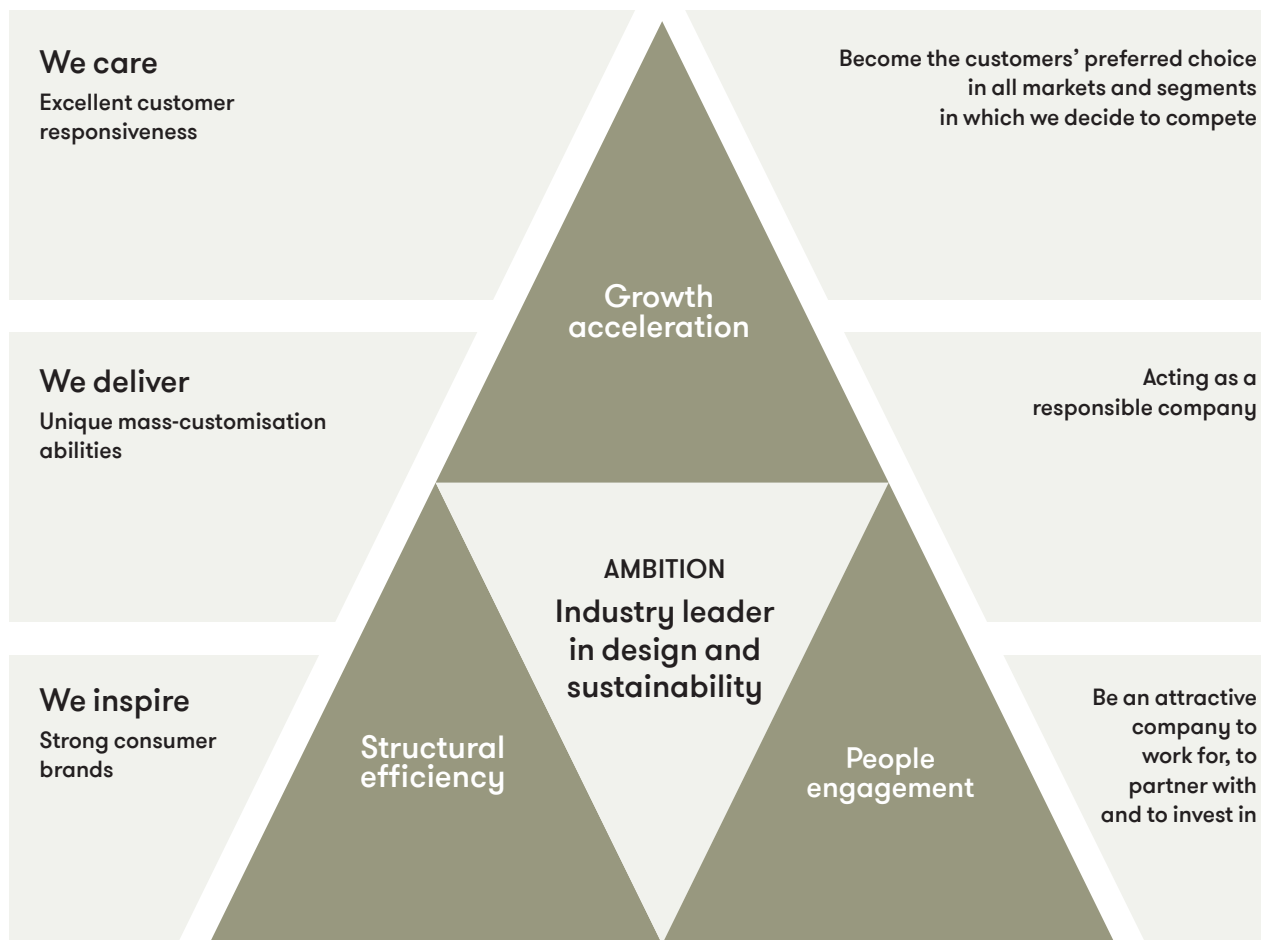 We care
Excellent customer
responsiveness
Become the customers’ preferred choice
in all markets and segments
in which we decide to compete
Growth
acceleration
We deliver
Unique mass-customisation
abilities
Acting as a
responsible company
AMBITION
Industry leader
in design and
sustainability
We inspire
Strong consumer
brands
Structural
efficiency
People
engagement
Be an attractive
company to
work for, to
partner with
and to invest in